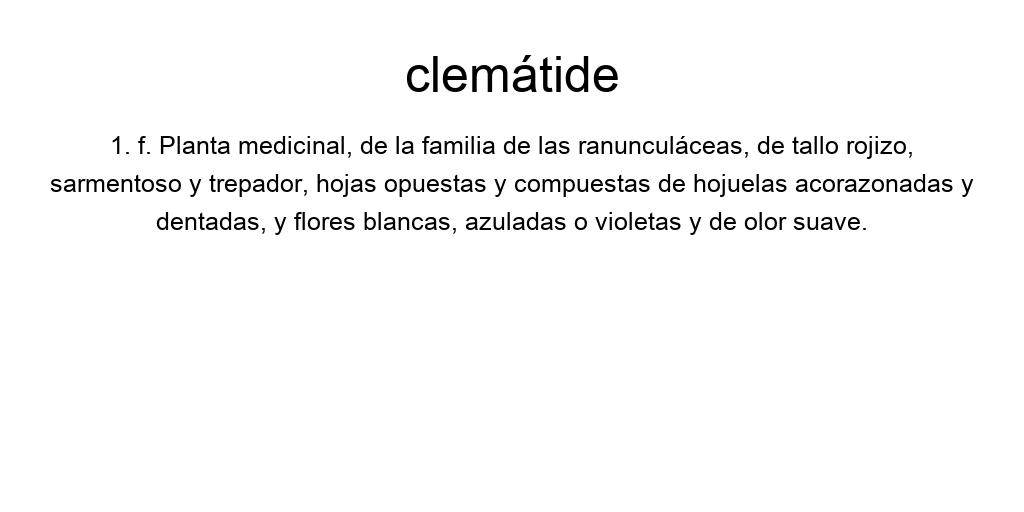 clemátide
1. f. Planta medicinal, de la familia de las ranunculáceas, de tallo rojizo,
sarmentoso y trepador, hojas opuestas y compuestas de hojuelas acorazonadas y
dentadas, y flores blancas, azuladas o violetas y de olor suave.